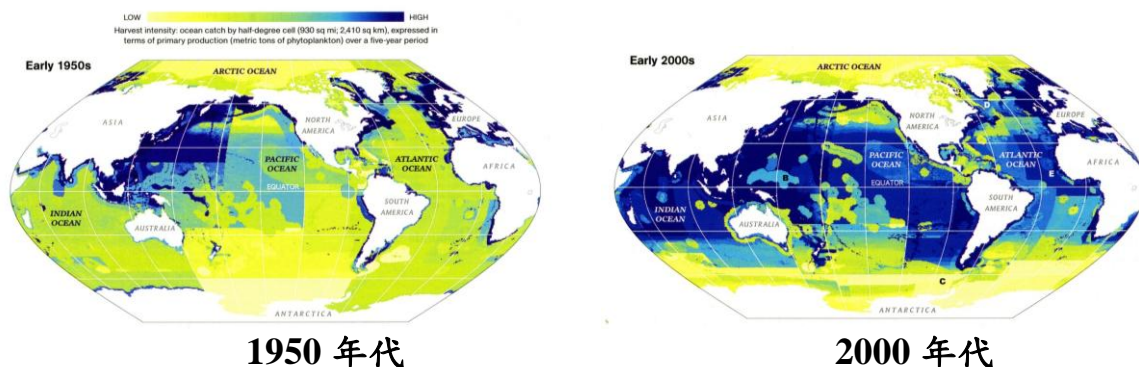 LOW HIGH
Harvest intensity: ocean catch by half-degree cell (930 sq mi; 2,410 sq km), expressed in
terms of primary production (metric tons of phytoplankton) over a five-year period
Early 1950s
ARCTIC OCEAN
ASIA
NORTH
AMERICA
EUROPE
PACIFIC
OCEAN
ATLANTIC
OCEAN
AFRICA
EQUATOR
INDIAN
OCEAN
SOUTH
AMERICA
AUSTRALIA
ANTARCTICA
1950 年代
Early 2000s
ARCTIC OCEAN
D
ASIA
NORTH
AMERICA
EUROPE
PACIFIC
OCEAN
ATLANTIC
OCEAN
AFRICA
B
E
EQUATOR
INDIAN
OCEAN
SOUTH
AMERICA
AUSTRALIA
C
ANTARCTICA
2000 年代